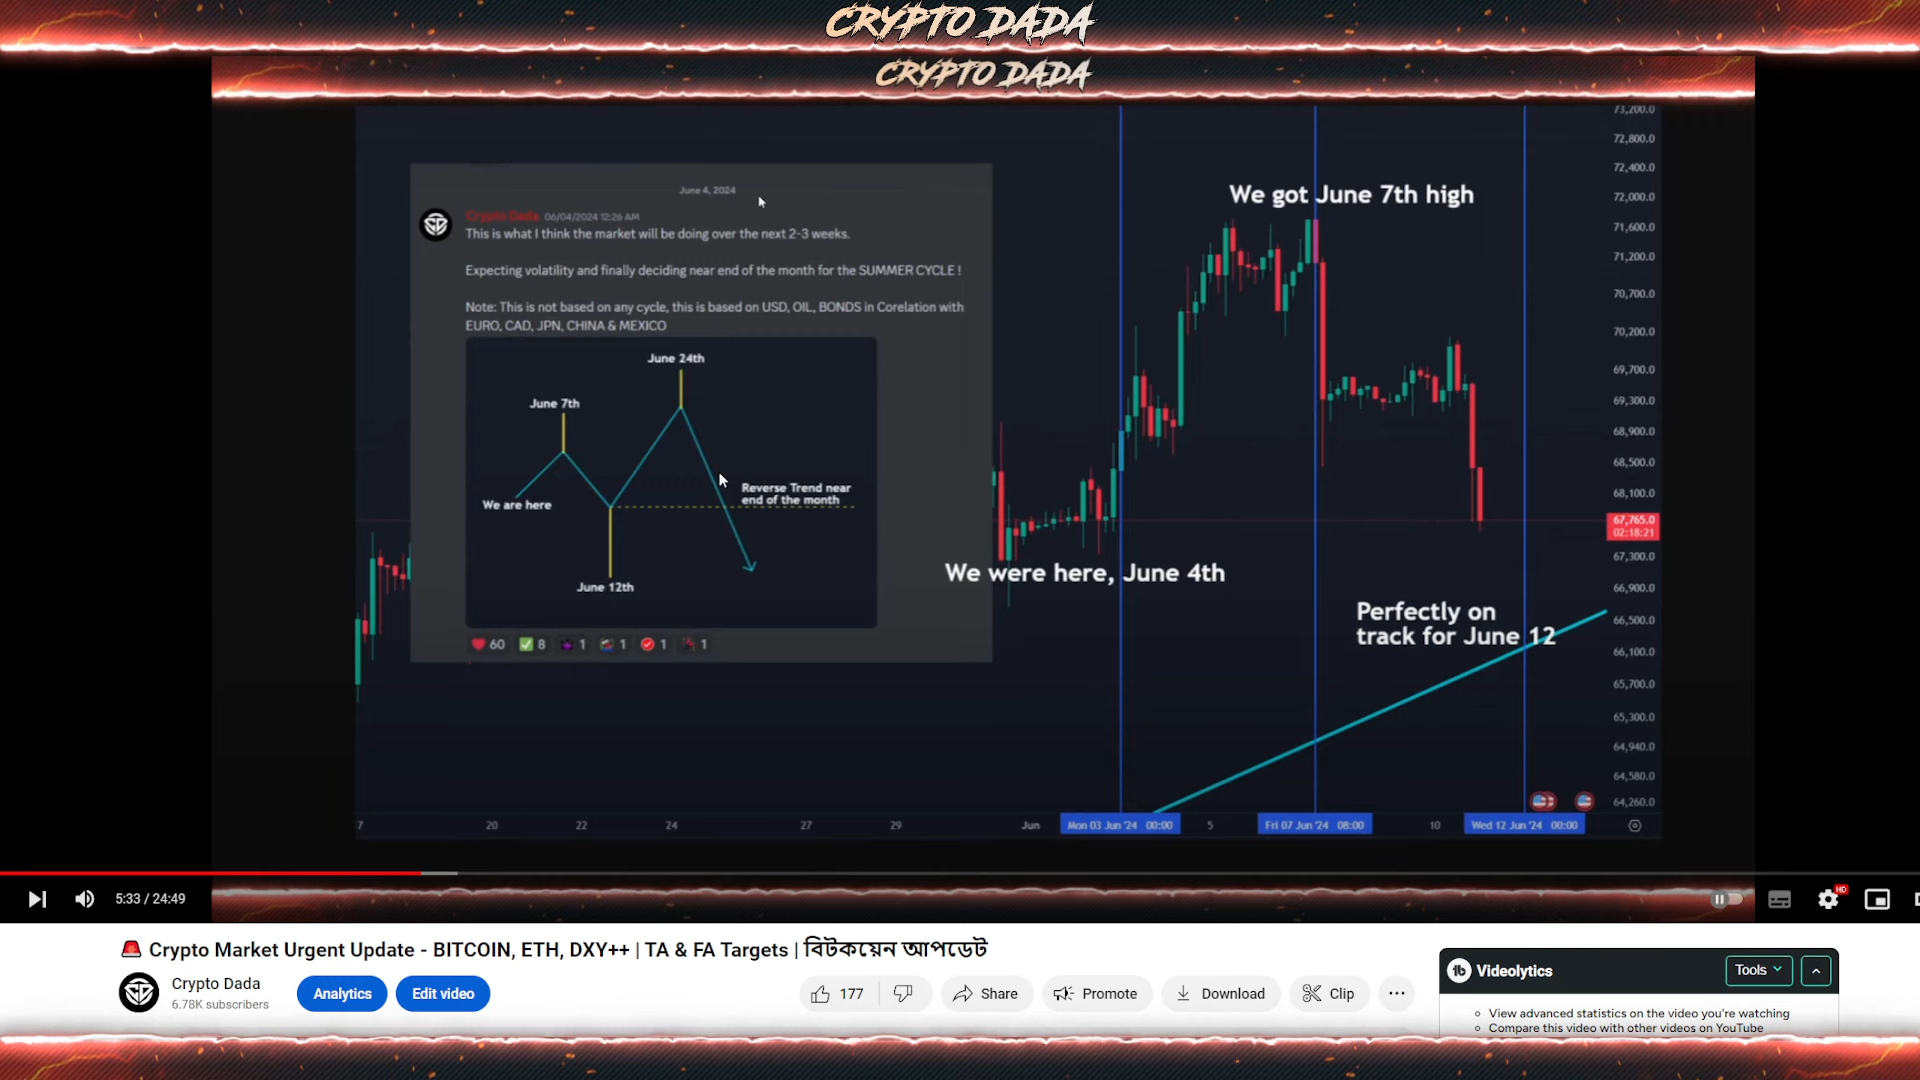 CRYPTO DADA
CRYPTO DADA
June 4, 2024
Crypto Dada 06/04/2024 12:26 AM
This is what I think the market will be doing over the next 2-3 weeks.
Expecting volatility and finally deciding near end of the month for the SUMMER CYCLE !
Note: This is not based on any cycle, this is based on USD, OIL, BONDS in Corelation with
EURO, CAD, JPN, CHINA & MEXICO
June 24th
June 7th
We are here
Reverse Trend near
end of the month
June 12th
60 8 1 1 1 1
We got June 7th high
We were here, June 4th
Perfectly on
track for June 12
73,200.0
72,800.0
72,400.0
72,000.0
71,600.0
71,200.0
70,700.0
70,200.0
69,700.0
69,300.0
68,900.0
68,500.0
68,100.0
67,765.0
02:18:21
67,300.0
66,900.0
66,500.0
66,100.0
65,700.0
65,300.0
64,940.0
64,580.0
64,260.0
7 20 22 24 27 29 Jun Mon 03 Jun '24 00:00 5 Fri 07 Jun '24 08:00 10 Wed 12 Jun '24 00:00
5:33 / 24:49
HD
Crypto Market Urgent Update - BITCOIN, ETH, DXY++ | TA & FA Targets | বিটকয়েন আপডেট
Crypto Dada
6.78K subscribers
Analytics
Edit video
177
Share
Promote
Download
Clip
Videolytics
Tools
View advanced statistics on the video you're watching
Compare this video with other videos on YouTube